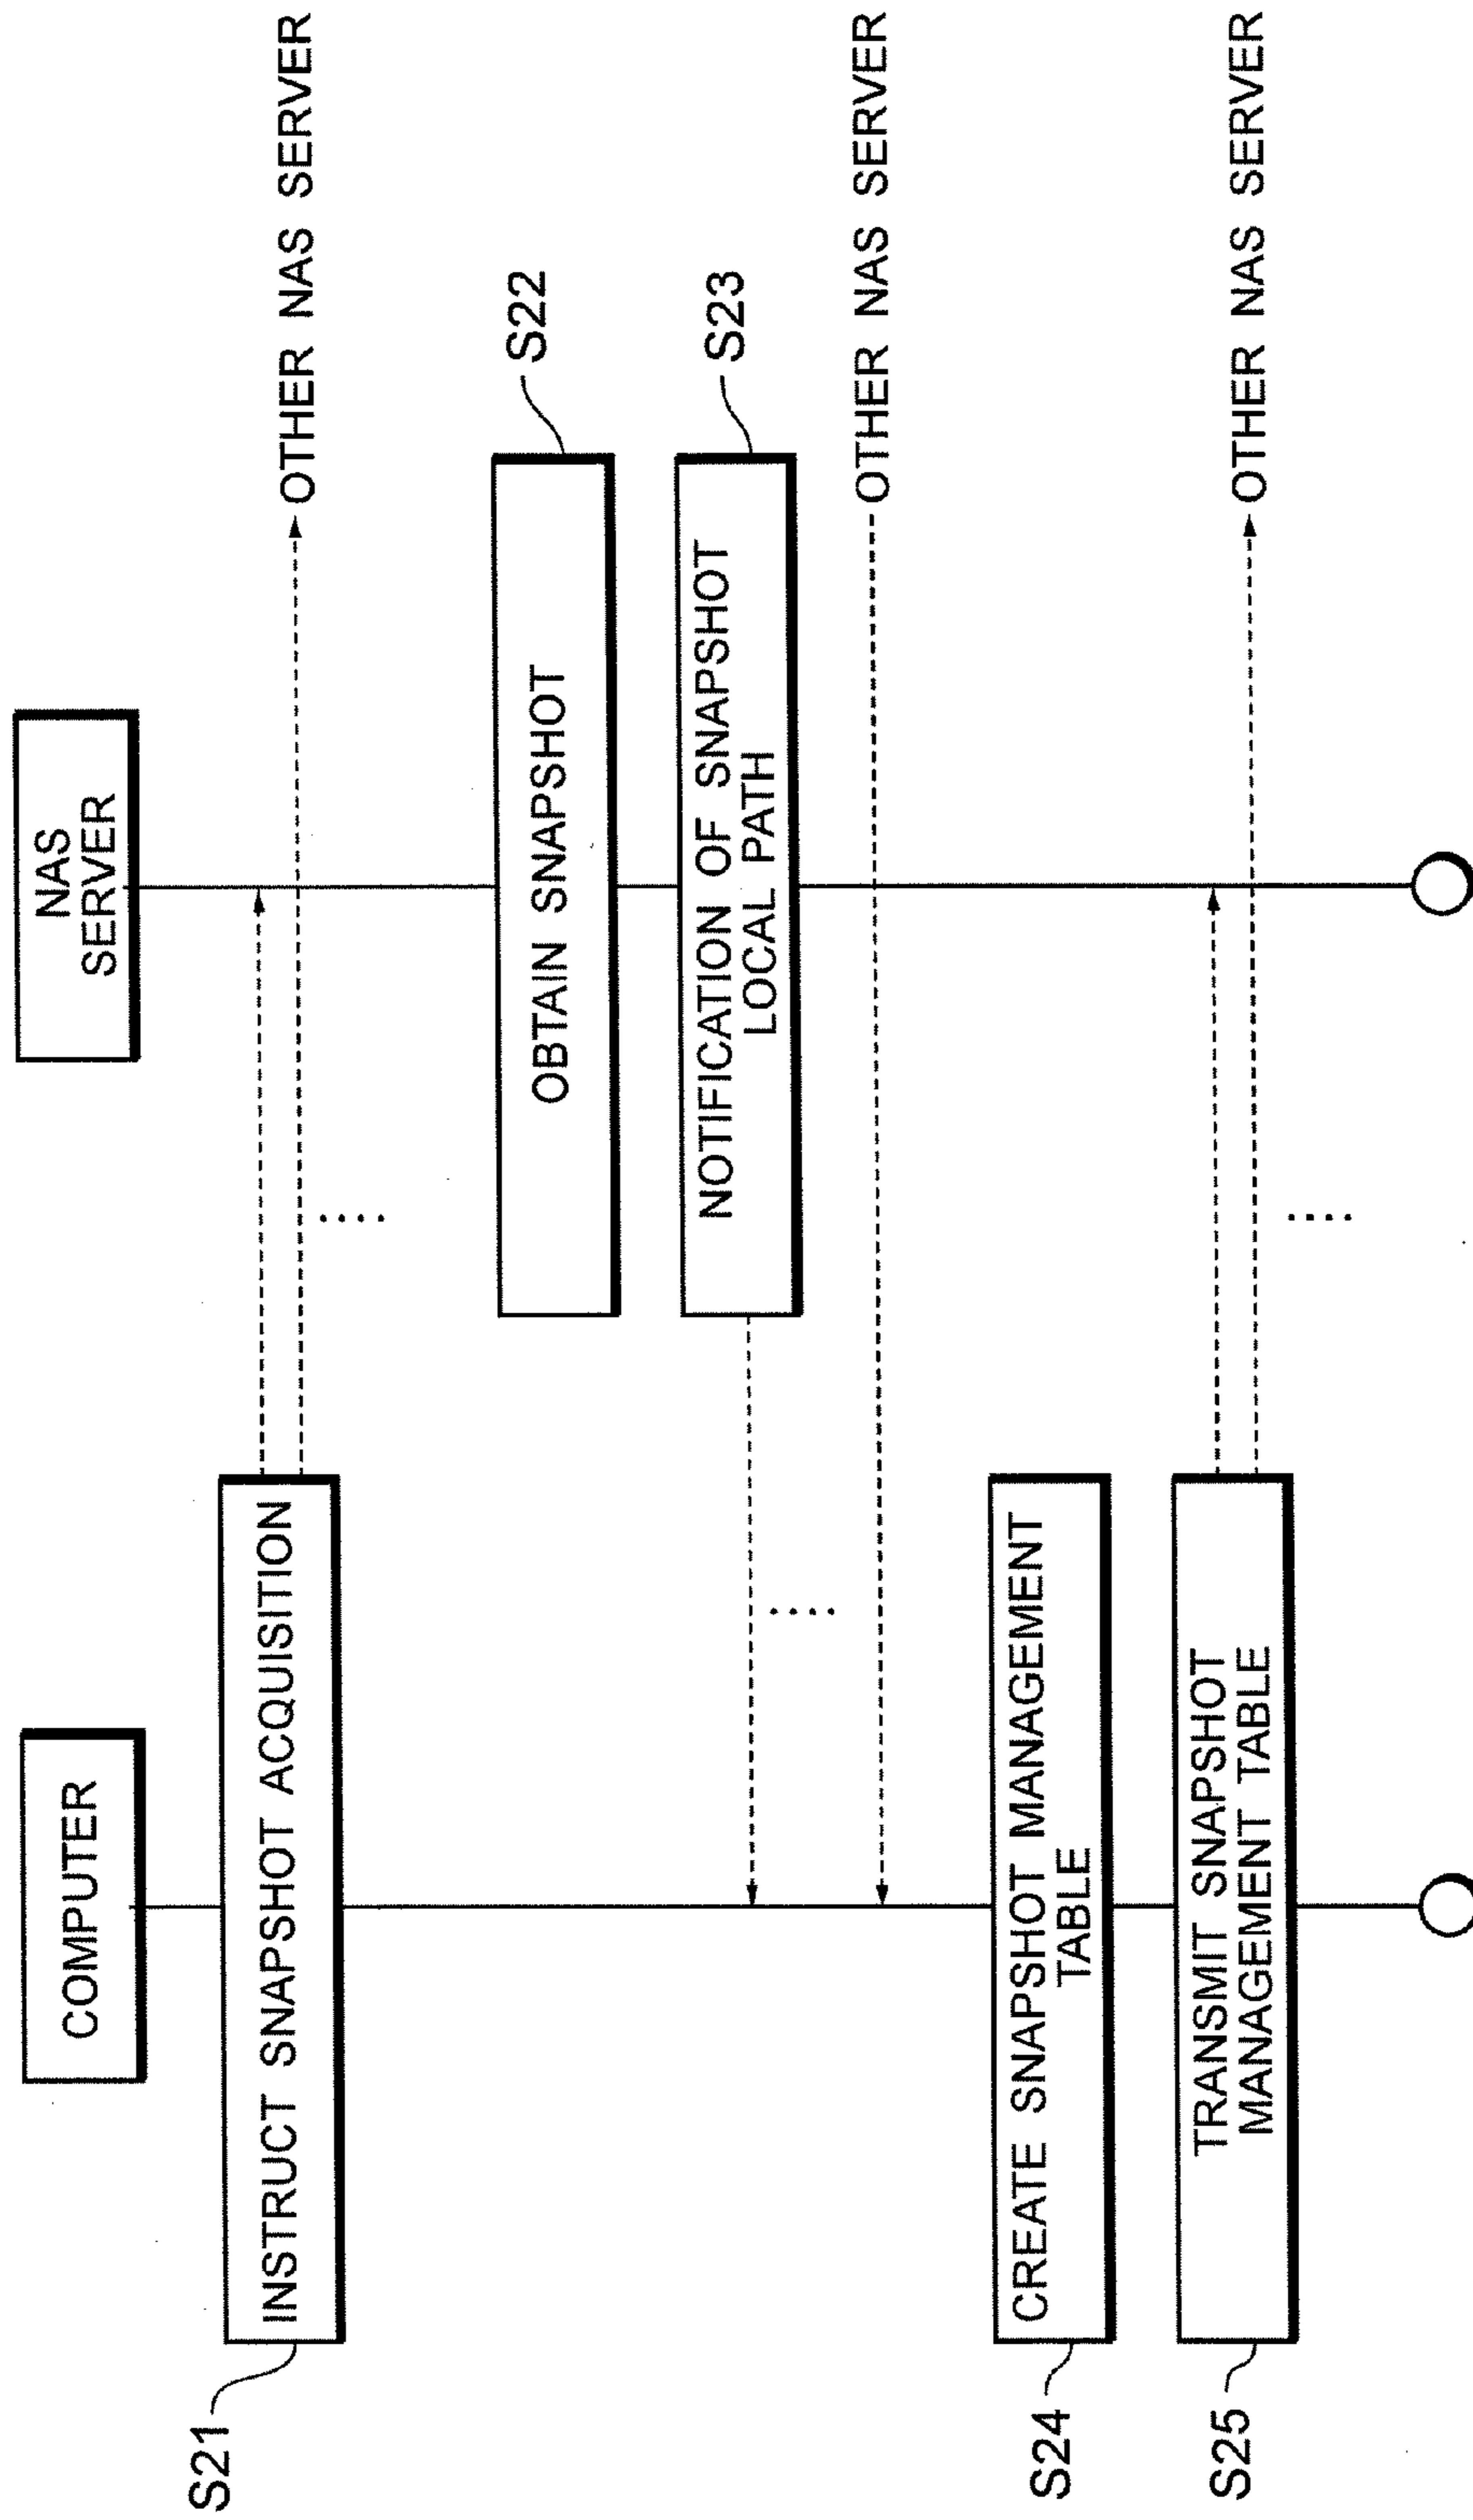 COMPUTER
NAS
SERVER
S21
INSTRUCT SNAPSHOT ACQUISITION
OTHER NAS SERVER
....
OBTAIN SNAPSHOT
S22
NOTIFICATION OF SNAPSHOT
LOCAL PATH
S23
....
OTHER NAS SERVER
S24
CREATE SNAPSHOT MANAGEMENT
TABLE
S25
TRANSMIT SNAPSHOT
MANAGEMENT TABLE
OTHER NAS SERVER
....